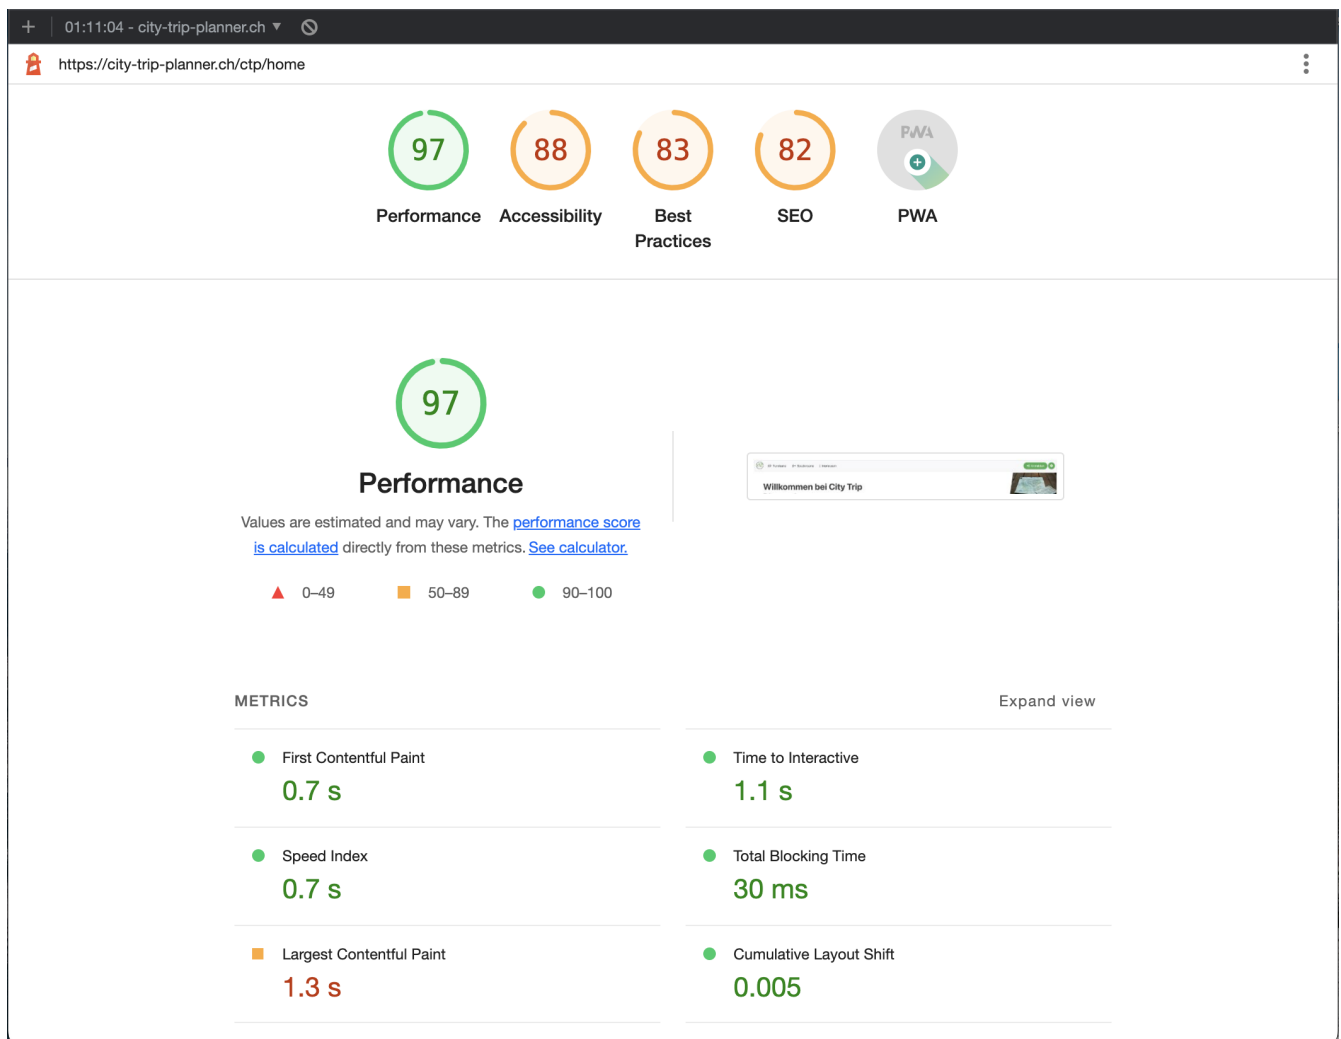 01:11:04 - city-trip-planner.ch
https://city-trip-planner.ch/ctp/home
97
88
83
82
PWA
Performance
Accessibility
Best
Practices
SEO
PWA
97
Performance
Values are estimated and may vary. The performance score
is calculated directly from these metrics. See calculator.
0–49
50–89
90–100
Willkommen bei City Trip
METRICS
Expand view
First Contentful Paint
0.7 s
Time to Interactive
1.1 s
Speed Index
0.7 s
Total Blocking Time
30 ms
Largest Contentful Paint
1.3 s
Cumulative Layout Shift
0.005